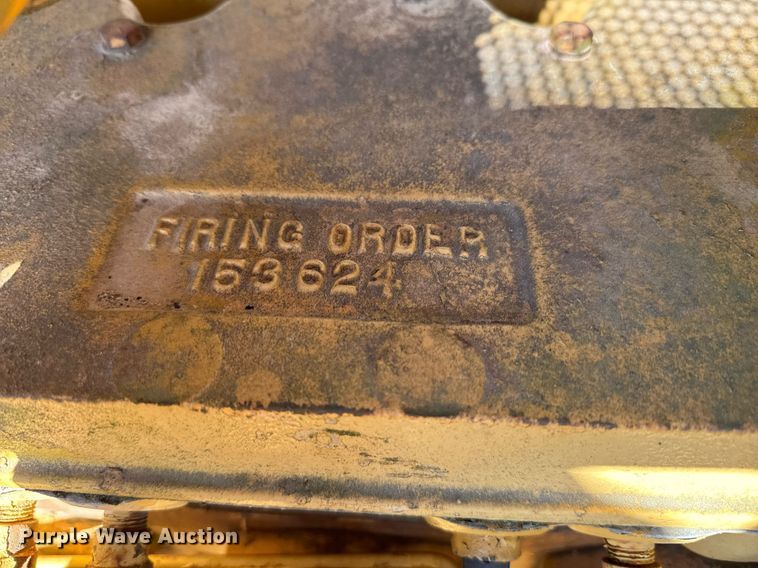 FIRING ORDER
153624
Purple Wave Auction